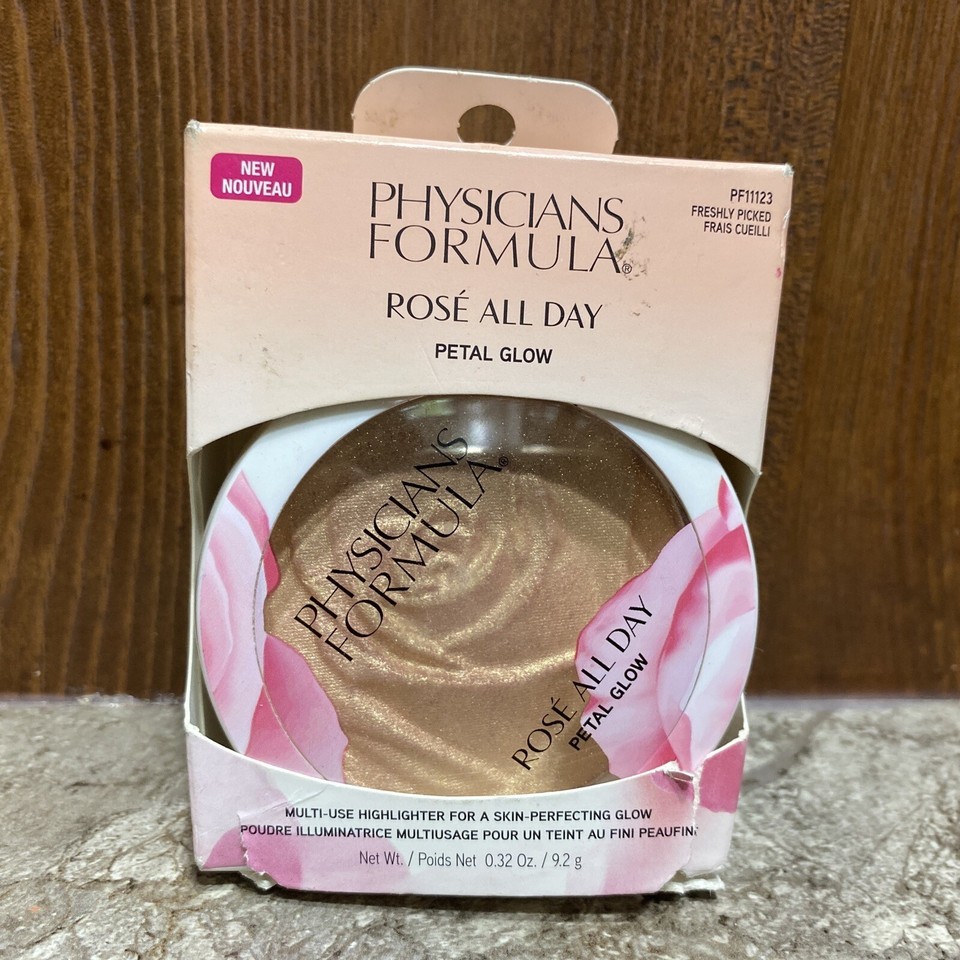 NEW
NOUVEAU
PHYSICIANS
FORMULA®
PF11123
FRESHLY PICKED
FRAIS CUEILLI
ROSÉ ALL DAY
PETAL GLOW
PHYSICIANS
FORMULA®
ROSÉ ALL DAY
PETAL GLOW
MULTI-USE HIGHLIGHTER FOR A SKIN-PERFECTING GLOW
POUDRE ILLUMINATRICE MULTIUSAGE POUR UN TEINT AU FINI PEAUFINÉ
Net Wt. / Poids Net 0.32 Oz. / 9.2 g